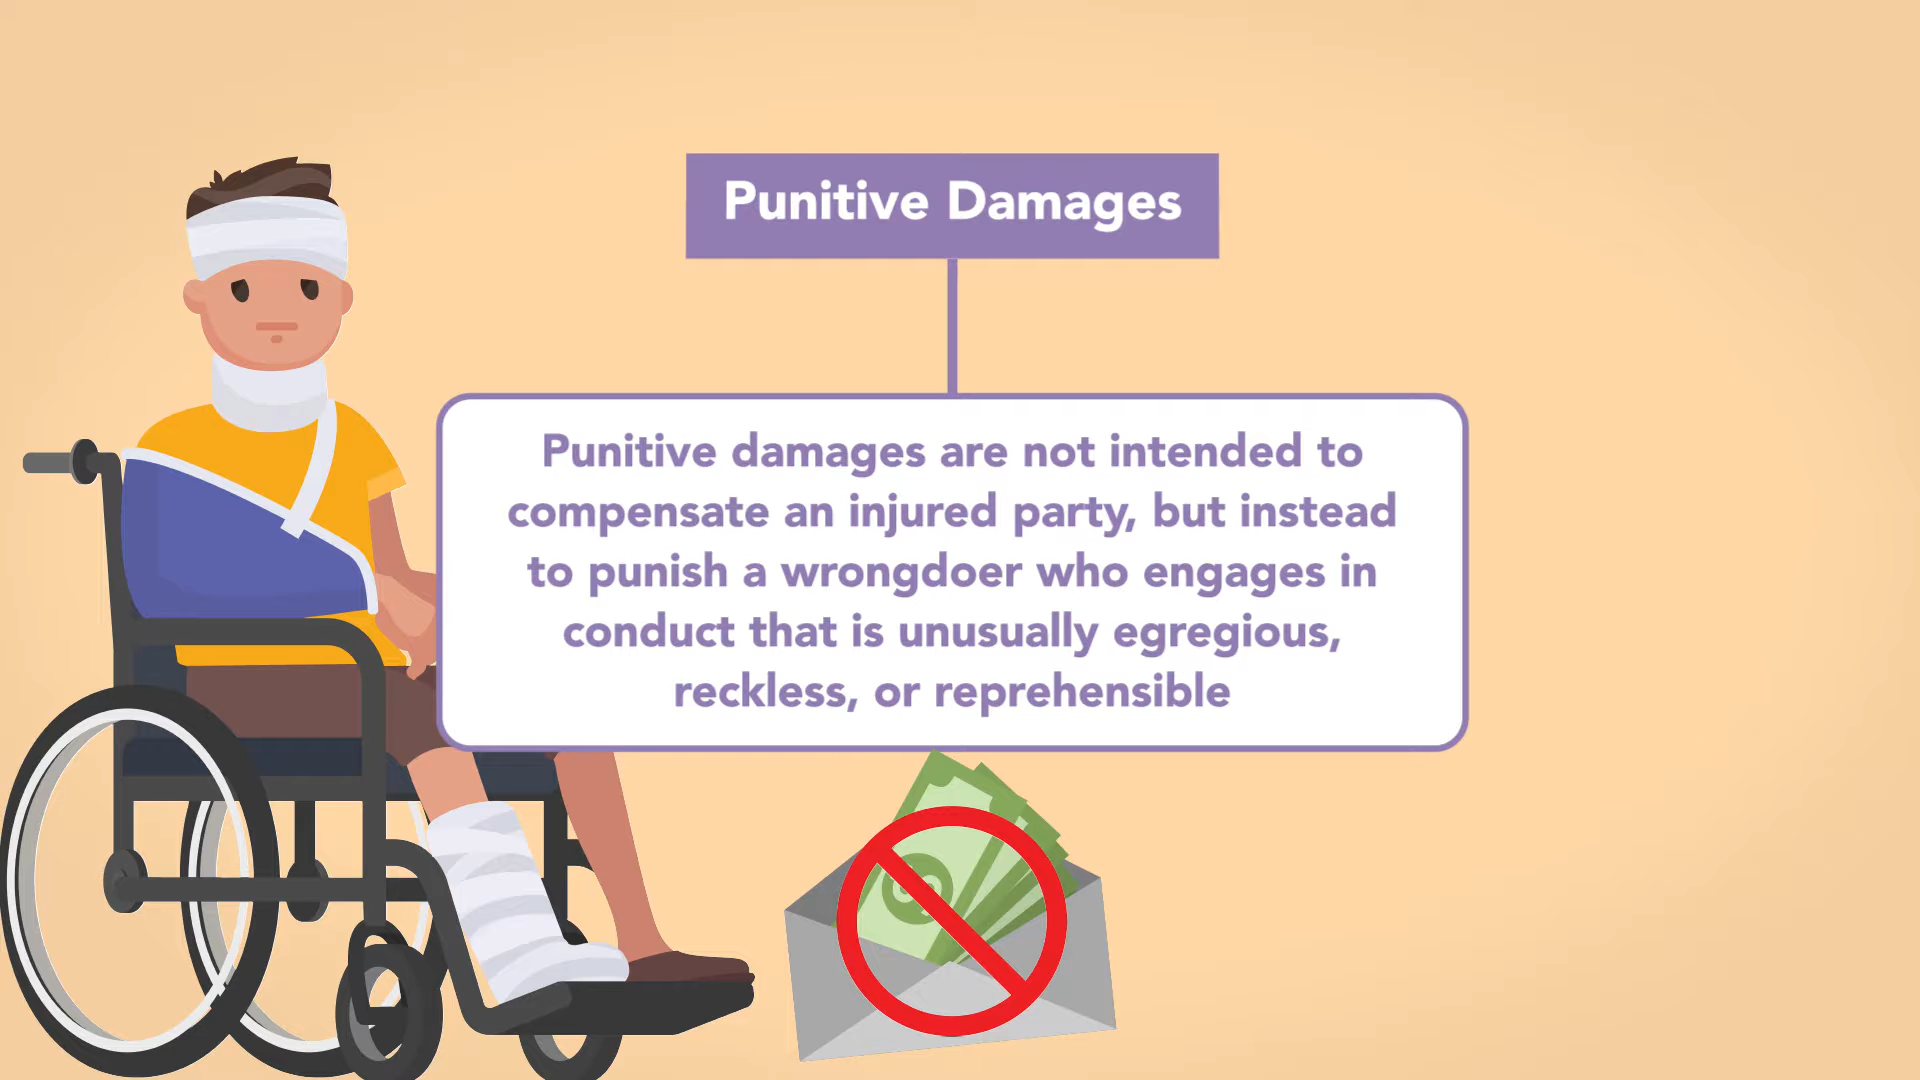 Punitive Damages
Punitive damages are not intended to
compensate an injured party, but instead
to punish a wrongdoer who engages in
conduct that is unusually egregious,
reckless, or reprehensible